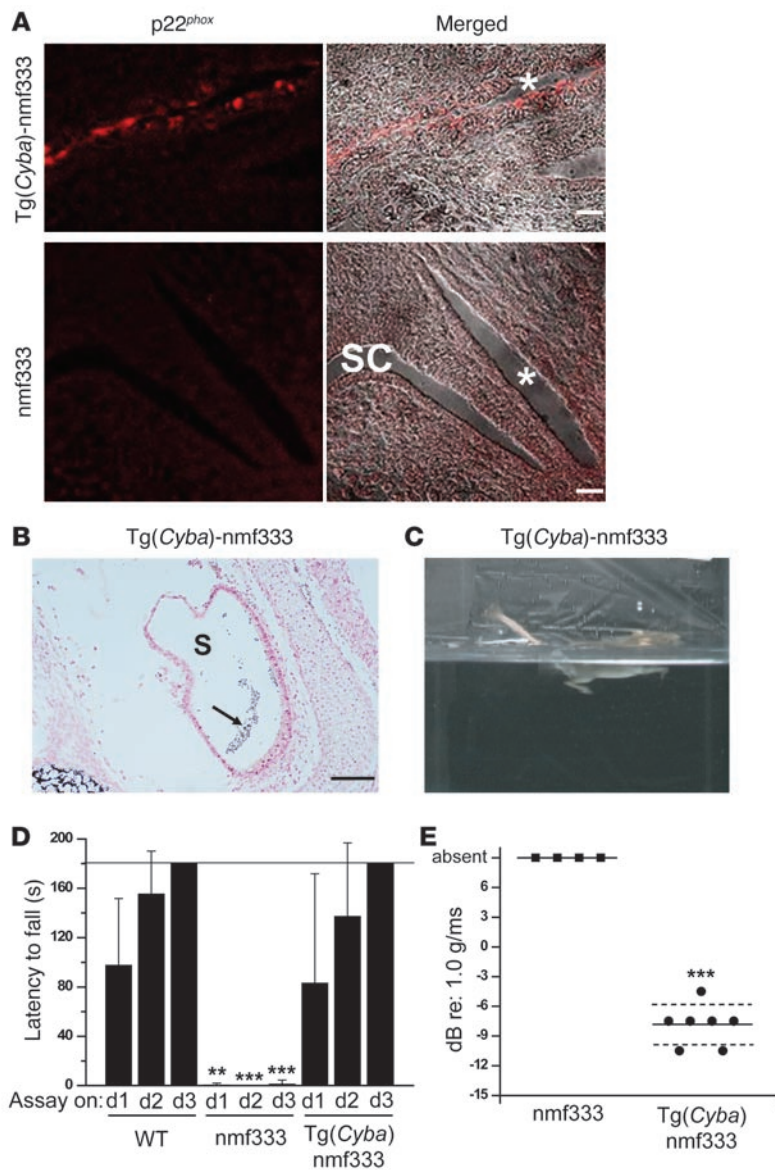 A
p22phox
Merged
Tg(Cyba)-nmf333
*
nmf333
SC
*
B
Tg(Cyba)-nmf333
S
C
Tg(Cyba)-nmf333
D
Latency to fall (s)
180
160
120
80
40
0
** *** ***
Assay on: d1 d2 d3 d1 d2 d3 d1 d2 d3
WT nmf333 Tg(Cyba)
nmf333
E
dB re: 1.0 g/ms
absent
9
6
3
0
-3
-6
-9
-12
-15
***
nmf333 Tg(Cyba)
nmf333